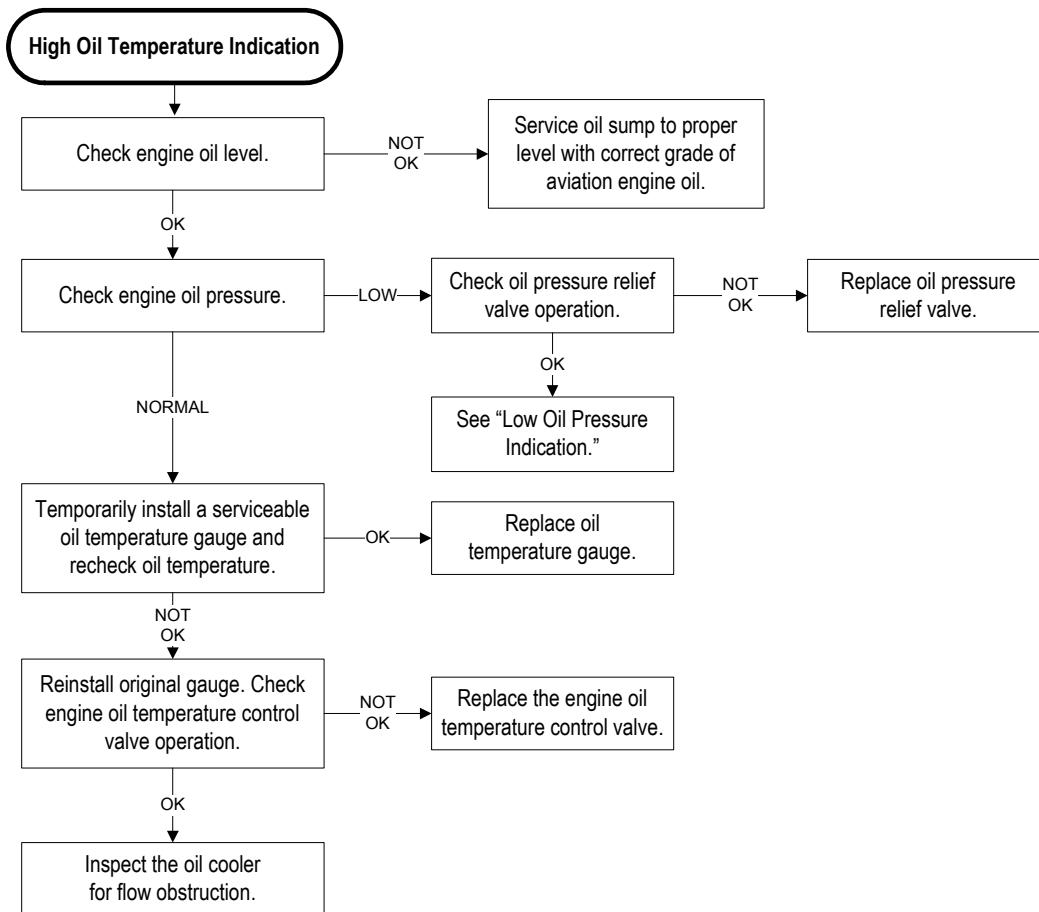 High Oil Temperature Indication
Check engine oil level.
NOT
OK
Service oil sump to proper
level with correct grade of
aviation engine oil.
OK
Check engine oil pressure.
LOW
Check oil pressure relief
valve operation.
NOT
OK
Replace oil pressure
relief valve.
OK
See “Low Oil Pressure
Indication.”
NORMAL
Temporarily install a serviceable
oil temperature gauge and
recheck oil temperature.
OK
Replace oil
temperature gauge.
NOT
OK
Reinstall original gauge. Check
engine oil temperature control
valve operation.
NOT
OK
Replace the engine oil
temperature control valve.
OK
Inspect the oil cooler
for flow obstruction.